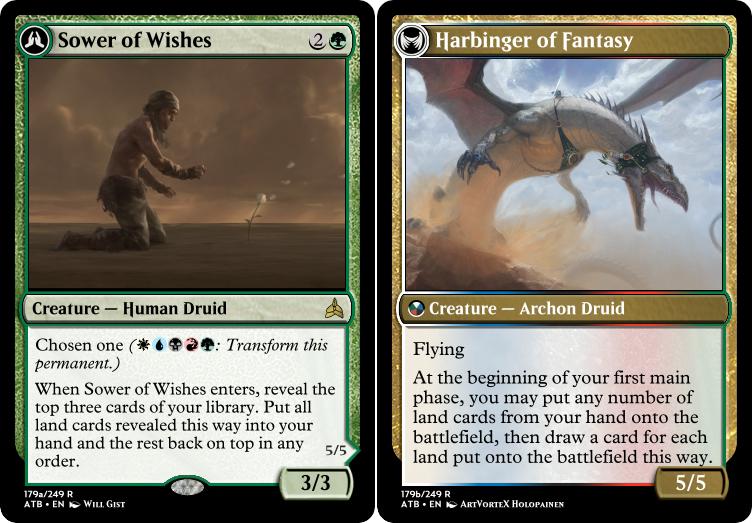 Sower of Wishes 2
Creature — Human Druid
Chosen one (: Transform this
permanent.)
When Sower of Wishes enters, reveal the
top three cards of your library. Put all
land cards revealed this way into your
hand and the rest back on top in any
order.
5/5
3/3
179a/249 R
ATB • EN Will Gist
Harbinger of Fantasy
Creature — Archon Druid
Flying
At the beginning of your first main
phase, you may put any number of
land cards from your hand onto the
battlefield, then draw a card for each
land put onto the battlefield this way.
5/5
179b/249 R
ATB • EN ArtVorteX Holopainen